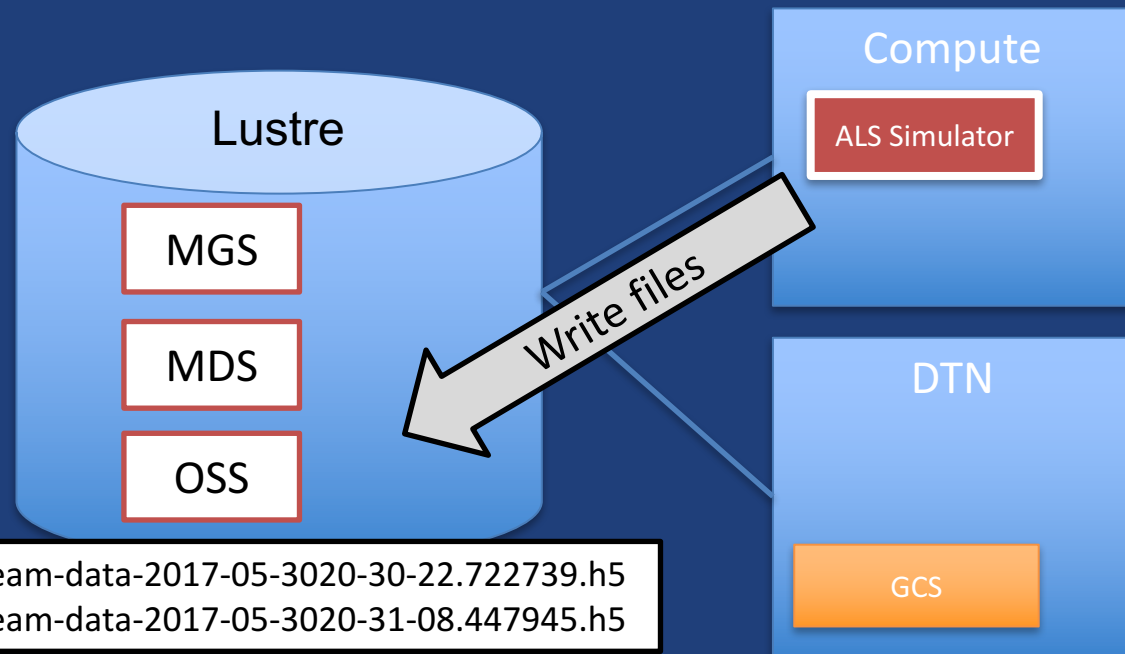 Compute
Lustre
ALS Simulator
MGS
Write files
MDS
DTN
OSS
eam-data-2017-05-3020-30-22.722739.h5
eam-data-2017-05-3020-31-08.447945.h5
GCS